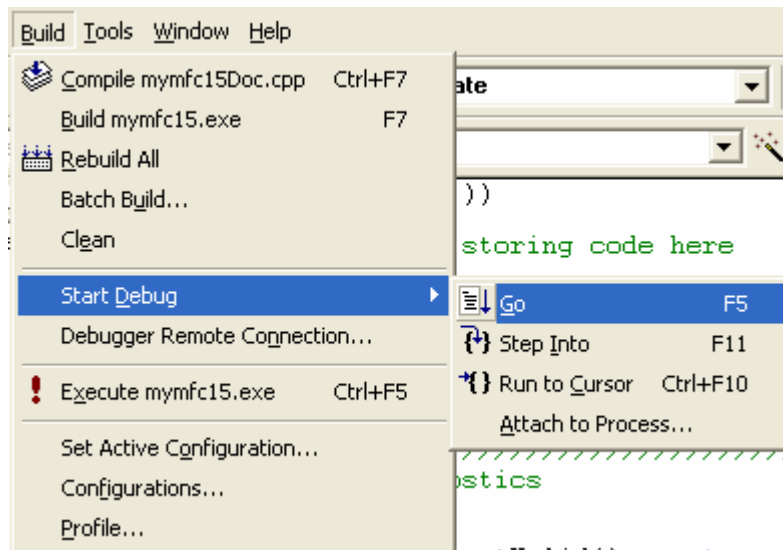 Build Tools Window Help
Compile mymfc15Doc.cpp Ctrl+F7
Build mymfc15.exe F7
Rebuild All
Batch Build...
Clean
Start Debug
Debugger Remote Connection...
Execute mymfc15.exe Ctrl+F5
Set Active Configuration...
Configurations...
Profile...
ate
))
storing code here
Go F5
Step Into F11
Run to Cursor Ctrl+F10
Attach to Process...
//////////////////
ostics